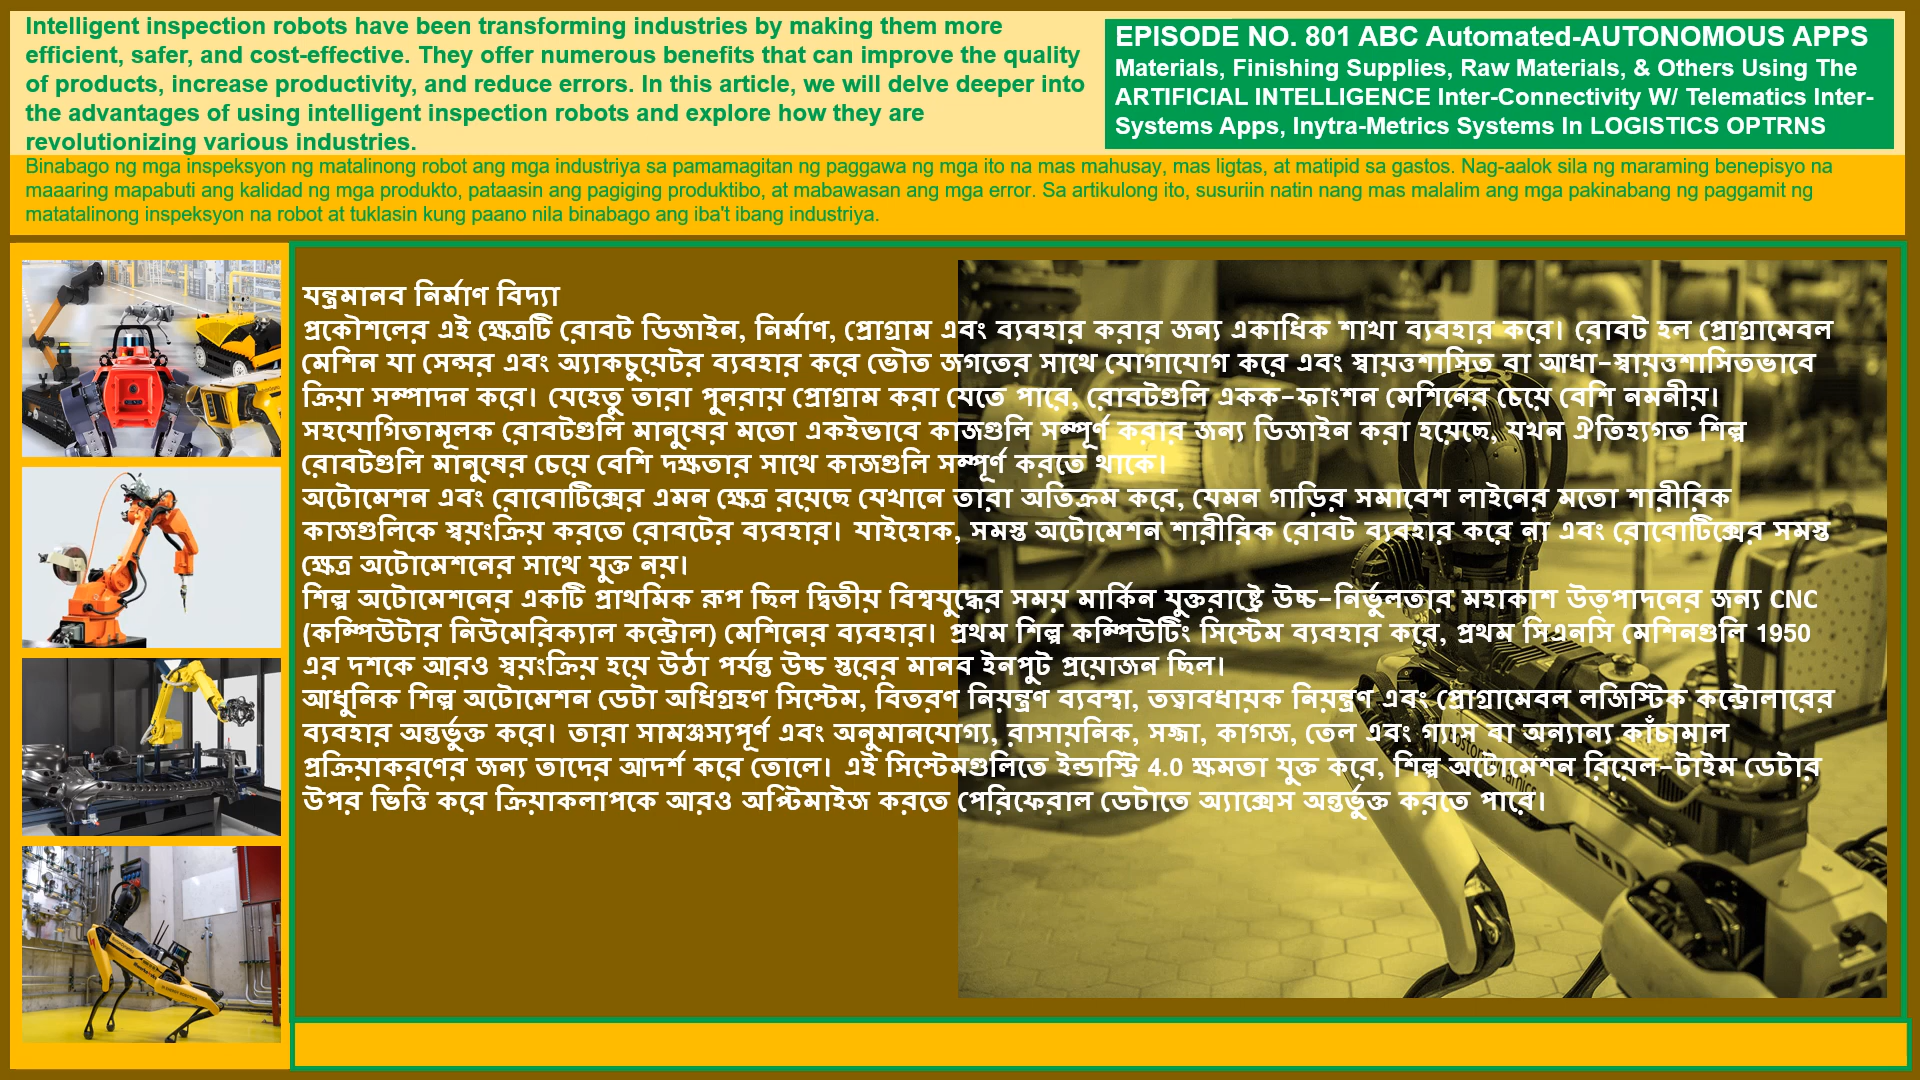 Intelligent inspection robots have been transforming industries by making them more
efficient, safer, and cost-effective. They offer numerous benefits that can improve the quality
of products, increase productivity, and reduce errors. In this article, we will delve deeper into
the advantages of using intelligent inspection robots and explore how they are
revolutionizing various industries.
EPISODE NO. 801 ABC Automated-AUTONOMOUS APPS
Materials, Finishing Supplies, Raw Materials, & Others Using The
ARTIFICIAL INTELLIGENCE Inter-Connectivity W/ Telematics Inter-
Systems Apps, Inytra-Metrics Systems In LOGISTICS OPTRNS
Binabago ng mga inspeksyon ng matalinong robot ang mga industriya sa pamamagitan ng paggawa ng mga ito na mas mahusay, mas ligtas, at matipid sa gastos. Nag-aalok sila ng maraming benepisyo na
maaaring mapabuti ang kalidad ng mga produkto, pataasin ang pagiging produktibo, at mabawasan ang mga error. Sa artikulong ito, susuriin natin nang mas malalim ang mga pakinabang ng paggamit ng
matatalinong inspeksyon na robot at tuklasin kung paano nila binabago ang iba't ibang industriya.
যন্ত্রমানব নির্মাণ বিদ্যা
প্রকৌশলের এই ক্ষেত্রটি রোবট ডিজাইন, নির্মাণ, প্রোগ্রাম এবং ব্যবহার করার জন্য একাধিক শাখা ব্যবহার করে। রোবট হল প্রোগ্রামেবল
মেশিন যা সেন্সর এবং অ্যাকচুয়েটর ব্যবহার করে ভৌত জগতের সাথে যোগাযোগ করে এবং স্বায়ত্তশাসিত বা আধা-স্বায়ত্তশাসিতভাবে
ক্রিয়া সম্পাদন করে। যেহেতু তারা পুনরায় প্রোগ্রাম করা যেতে পারে, রোবটগুলি একক-ফাংশন মেশিনের চেয়ে বেশি নমনীয়।
সহযোগিতামূলক রোবটগুলি মানুষের মতো একইভাবে কাজগুলি সম্পূর্ণ করার জন্য ডিজাইন করা হয়েছে, যখন ঐতিহ্যগত শিল্প
রোবটগুলি মানুষের চেয়ে বেশি দক্ষতার সাথে কাজগুলি সম্পূর্ণ করতে থাকে।
অটোমেশন এবং রোবোটিক্সের এমন ক্ষেত্র রয়েছে যেখানে তারা অতিক্রম করে, যেমন গাড়ির সমাবেশ লাইনের মতো শারীরিক
কাজগুলিকে স্বয়ংক্রিয় করতে রোবটের ব্যবহার। যাইহোক, সমস্ত অটোমেশন শারীরিক রোবট ব্যবহার করে না এবং রোবোটিক্সের সমস্ত
ক্ষেত্র অটোমেশনের সাথে যুক্ত নয়।
শিল্প অটোমেশনের একটি প্রাথমিক রূপ ছিল দ্বিতীয় বিশ্বযুদ্ধের সময় মার্কিন যুক্তরাষ্ট্রে উচ্চ-নির্ভুলতার মহাকাশ উত্পাদনের জন্য CNC
(কম্পিউটার নিউমেরিক্যাল কন্ট্রোল) মেশিনের ব্যবহার। প্রথম শিল্প কম্পিউটিং সিস্টেম ব্যবহার করে, প্রথম সিএনসি মেশিনগুলি 1950
এর দশকে আরও স্বয়ংক্রিয় হয়ে উঠা পর্যন্ত উচ্চ স্তরের মানব ইনপুট প্রয়োজন ছিল।
আধুনিক শিল্প অটোমেশন ডেটা অধিগ্রহণ সিস্টেম, বিতরণ নিয়ন্ত্রণ ব্যবস্থা, তত্ত্বাবধায়ক নিয়ন্ত্রণ এবং প্রোগ্রামেবল লজিস্টিক কন্ট্রোলারের
ব্যবহার অন্তর্ভুক্ত করে। তারা সামঞ্জস্যপূর্ণ এবং অনুমানযোগ্য, রাসায়নিক, সজ্জা, কাগজ, তেল এবং গ্যাস বা অন্যান্য কাঁচামাল
প্রক্রিয়াকরণের জন্য তাদের আদর্শ করে তোলে। এই সিস্টেমগুলিতে ইন্ডাস্ট্রি 4.0 ক্ষমতা যুক্ত করে, শিল্প অটোমেশন রিয়েল-টাইম ডেটার
উপর ভিত্তি করে ক্রিয়াকলাপকে আরও অপ্টিমাইজ করতে পেরিফেরাল ডেটাতে অ্যাক্সেস অন্তর্ভুক্ত করতে পারে।